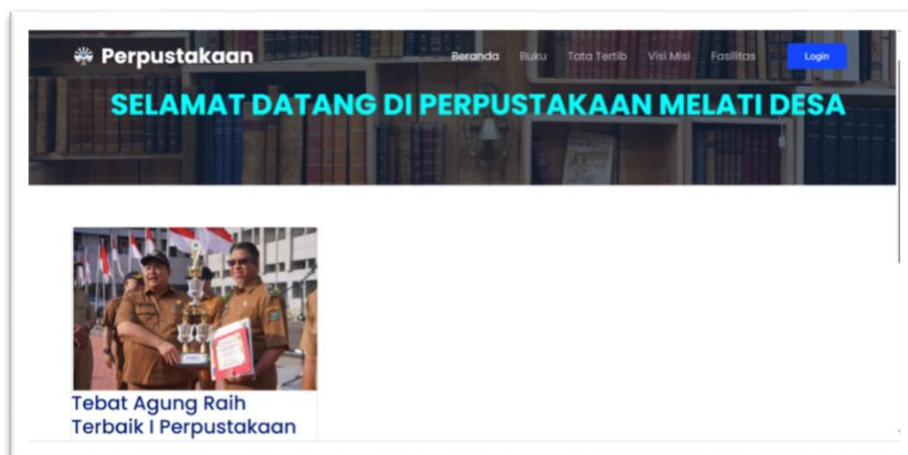 Perpustakaan
Beranda Buku Tata Tertib Visi Misi Fasilitas Login
SELAMAT DATANG DI PERPUSTAKAAN MELATI DESA
Tebat Agung Raih
Terbaik I Perpustakaan